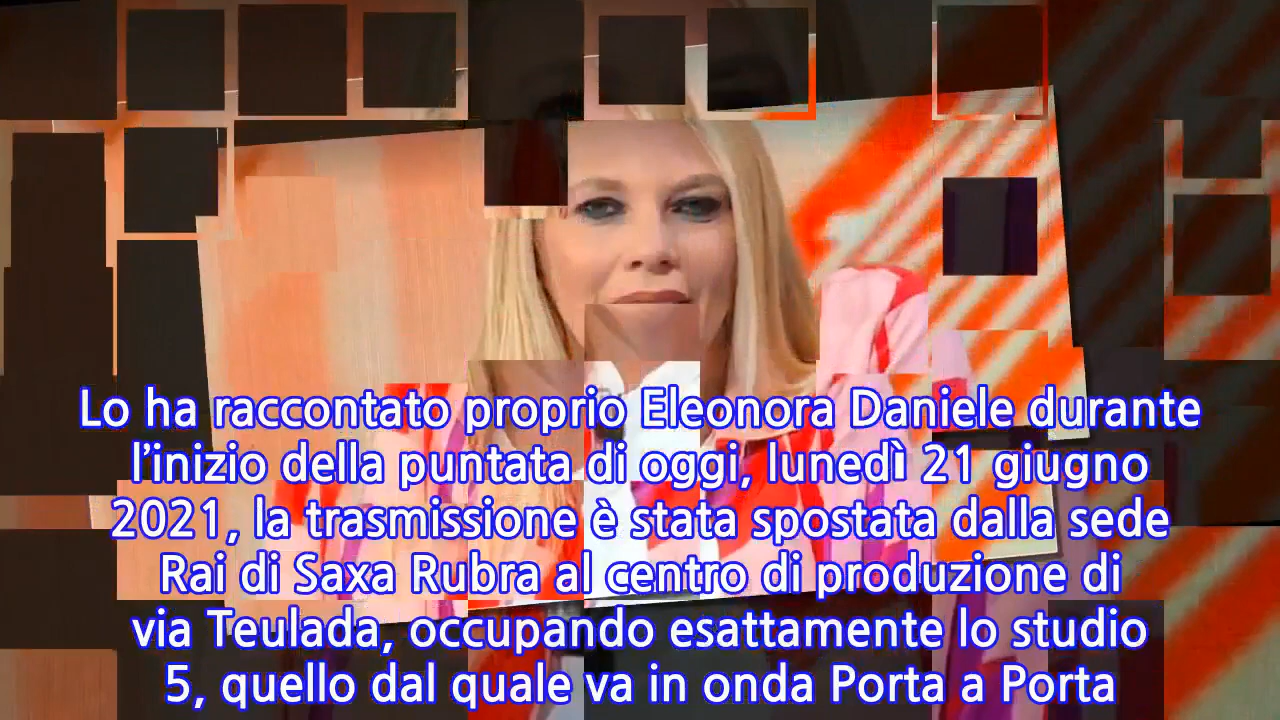 Lo ha raccontato proprio Eleonora Daniele durante
l'inizio della puntata di oggi, lunedì 21 giugno
2021, la trasmissione è stata spostata dalla sede
Rai di Saxa Rubra al centro di produzione di
via Teulada, occupando esattamente lo studio
5, quello dal quale va in onda Porta a Porta